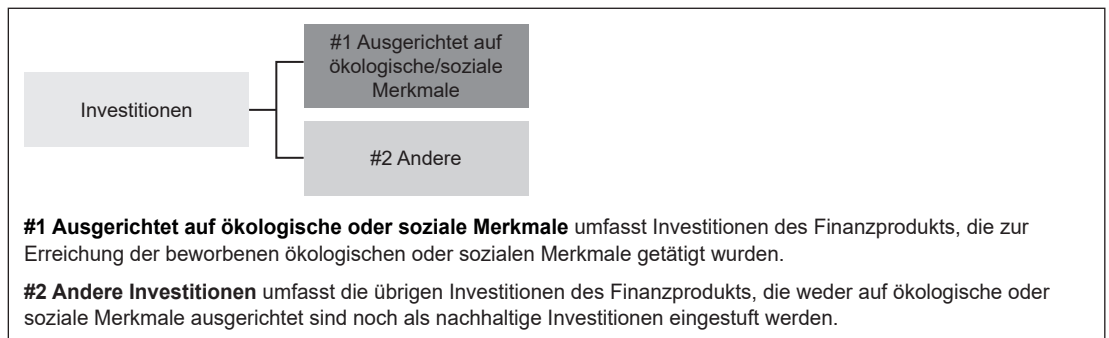 #1 Ausgerichtet auf
ökologische/soziale
Merkmale
Investitionen
#2 Andere
#1 Ausgerichtet auf ökologische oder soziale Merkmale umfasst Investitionen des Finanzprodukts, die zur
Erreichung der beworbenen ökologischen oder sozialen Merkmale getätigt wurden.
#2 Andere Investitionen umfasst die übrigen Investitionen des Finanzprodukts, die weder auf ökologische oder
soziale Merkmale ausgerichtet sind noch als nachhaltige Investitionen eingestuft werden.